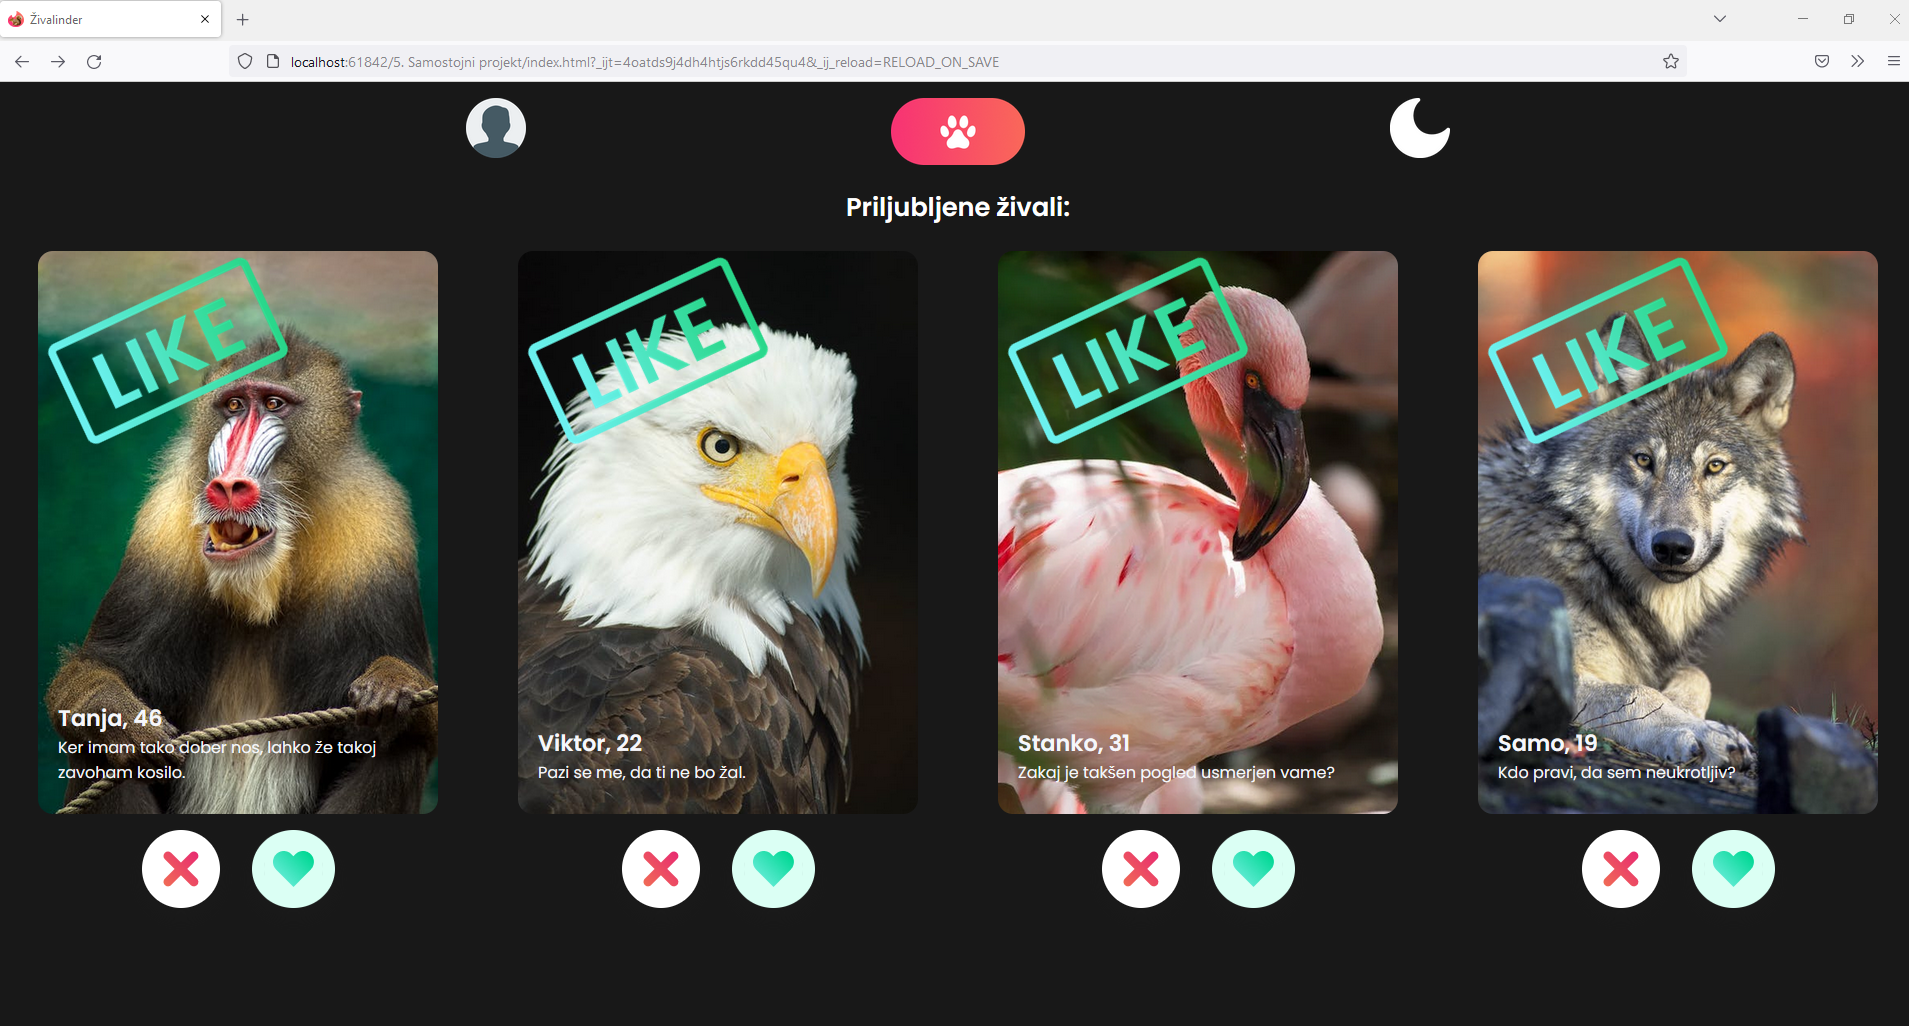 Živalinder
localhost:61842/5. Samostojni projekt/index.html?_ijt=4oatds9j4dh4htjs6rkdd45qu4&_ij_reload=RELOAD_ON_SAVE
Priljubljene živali:
LIKE
Tanja, 46
Ker imam tako dober nos, lahko že takoj
zavoham kosilo.
LIKE
Viktor, 22
Pazi se me, da ti ne bo žal.
LIKE
Stanko, 31
Zakaj je takšen pogled usmerjen vame?
LIKE
Samo, 19
Kdo pravi, da sem neukrotljiv?